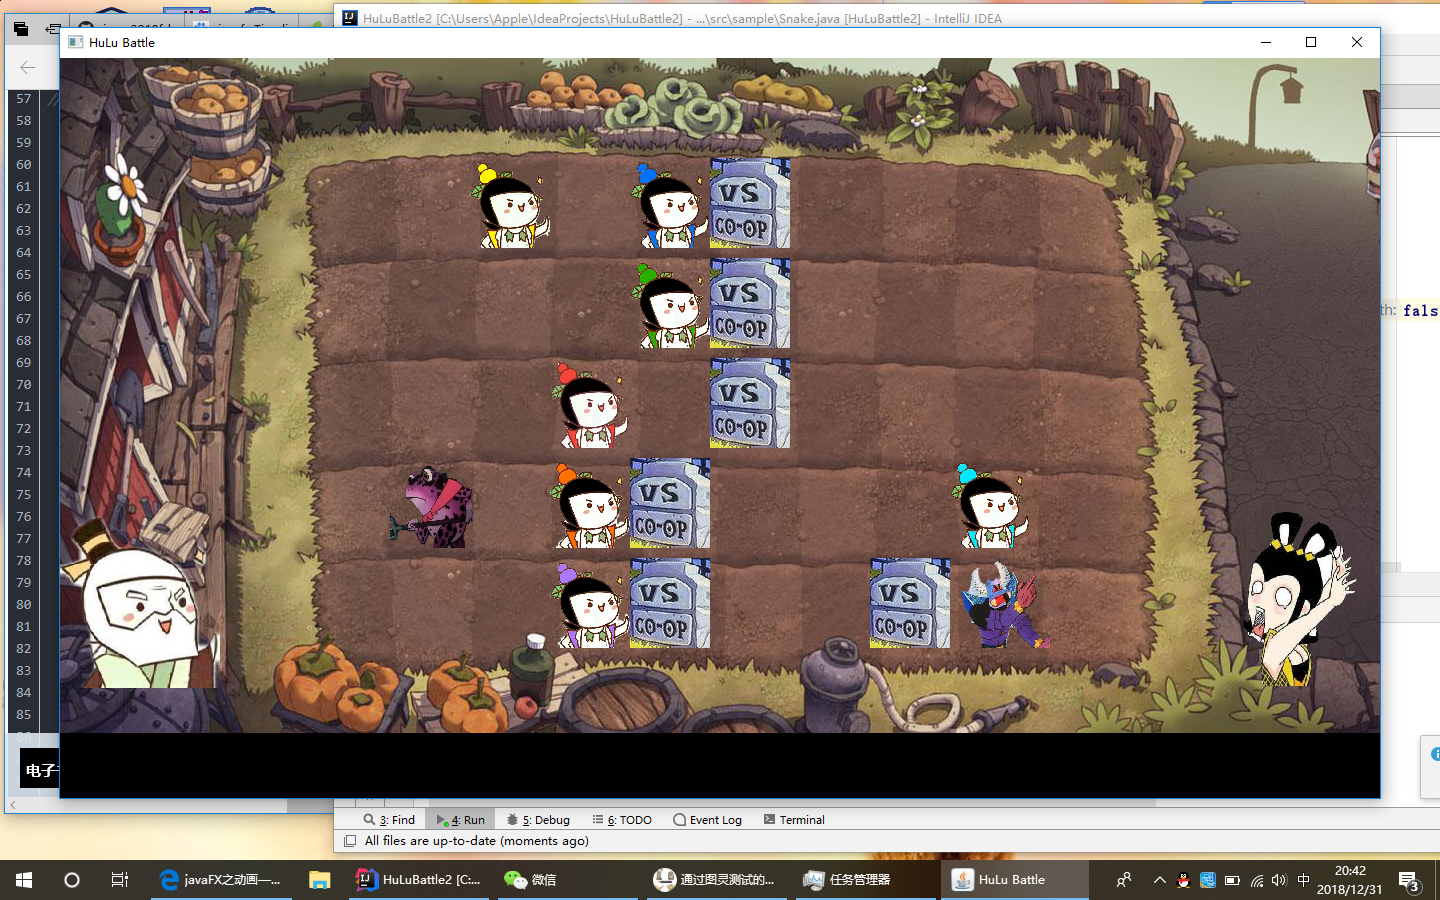 HuLuBattle2 [C:\Users\Apple\IdeaProjects\HuLuBattle2] - ...\src\sample\Snake.java [HuLuBattle2] - IntelliJ IDEA
HuLu Battle
57 //
58
59
60
61
62
63
64
65
66
67
68
69
70
71
72
73
74
75
76
77
78
79
80
81
82
83
84
85
86
VS
CO-OP
VS
CO-OP
VS
CO-OP
VS
CO-OP
VS
CO-OP
VS
CO-OP
th: fals
电子
3: Find
4: Run
5: Debug
6: TODO
Event Log
Terminal
All files are up-to-date (moments ago)
javaFX之动画—...
HuLuBattle2 [C:...
微信
通过图灵测试的...
任务管理器
HuLu Battle
中
20:42
2018/12/31
3